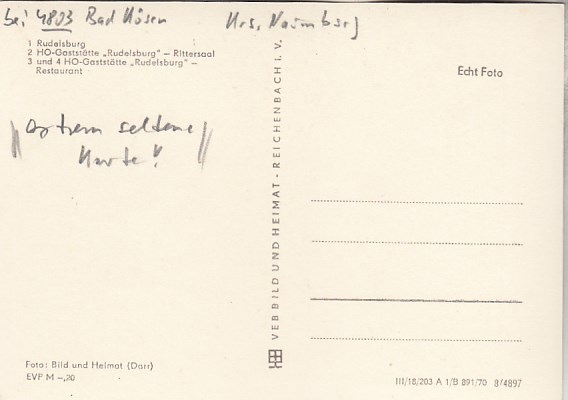 bei 4803 Bad Kösen Krs. Naumburg
1 Rudelsburg
2 HO-Gaststätte „Rudelsburg" – Rittersaal
3 und 4 HO-Gaststätte „Rudelsburg" –
Restaurant
extrem seltene
Karte!
VEB BILD UND HEIMAT · REICHENBACH I. V.
Echt Foto
Foto: Bild und Heimat (Darr)
EVP M –,20
III/18/203 A 1/B 891/70 8/4897